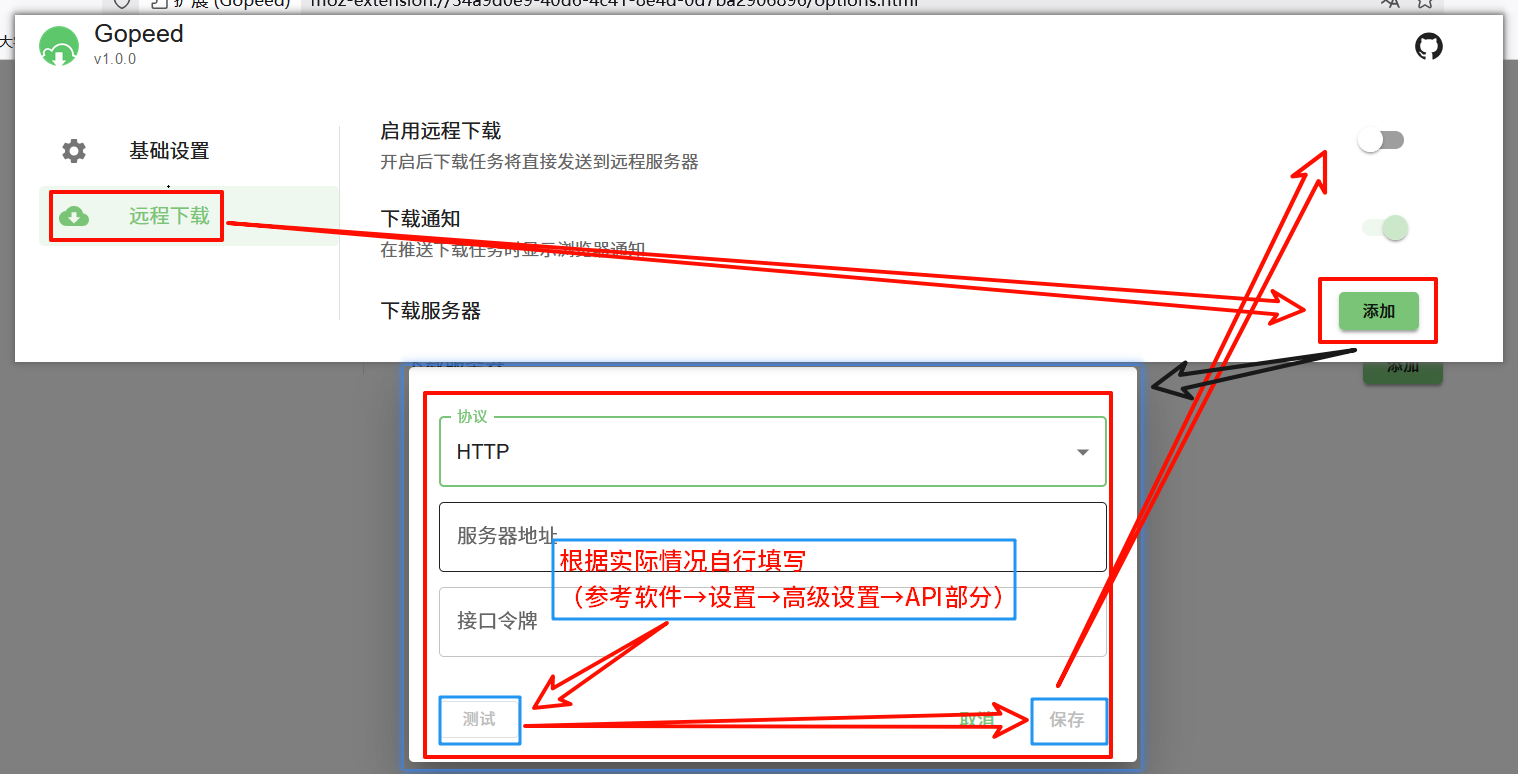 扩展 (Gopeed)
moz-extension://34a9d0e9-40d6-4c41-8e4d-0d7ba2906896/options.html
Gopeed
v1.0.0
基础设置
远程下载
启用远程下载
开启后下载任务将直接发送到远程服务器
下载通知
在推送下载任务时显示浏览器通知
下载服务器
添加
添加
协议
HTTP
服务器地址
根据实际情况自行填写
（参考软件→设置→高级设置→API部分）
接口令牌
测试
取消
保存